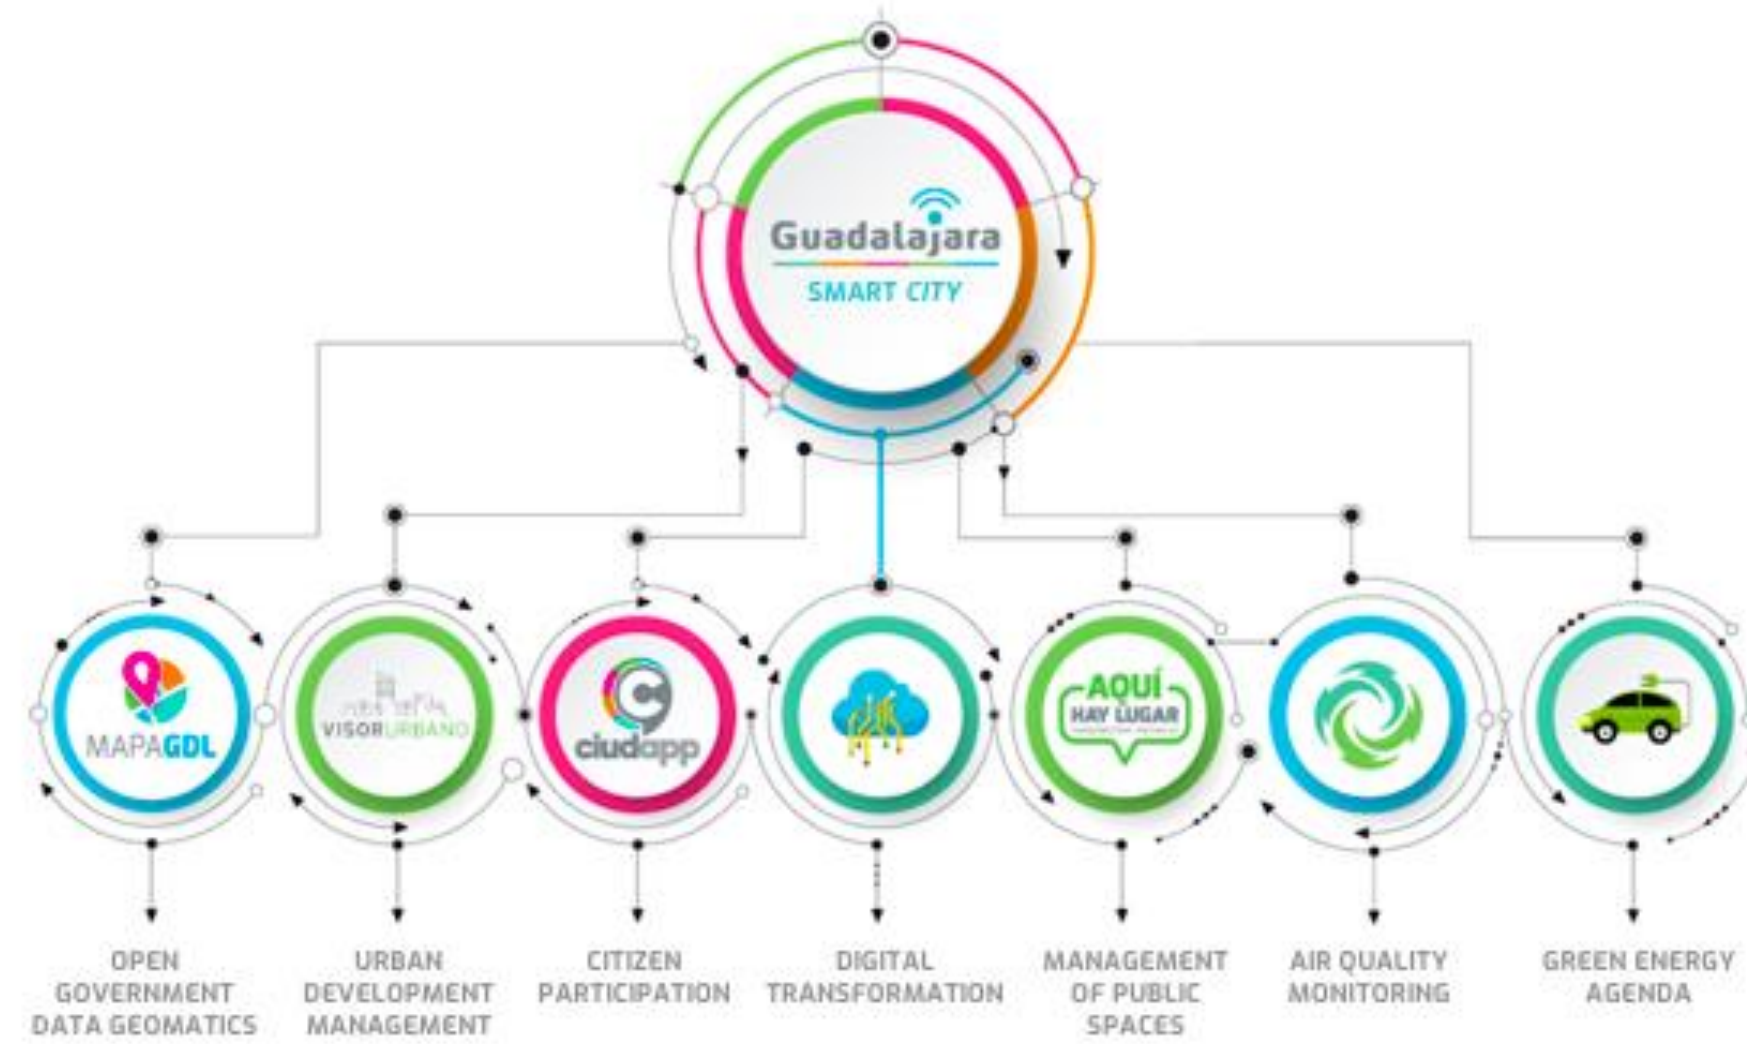 Guadalajara
SMART CITY
MAPAGDL
VISORURBANO
ciudapp
AQUÍ
HAY LUGAR
OPEN
GOVERNMENT
DATA GEOMATICS
URBAN
DEVELOPMENT
MANAGEMENT
CITIZEN
PARTICIPATION
DIGITAL
TRANSFORMATION
MANAGEMENT
OF PUBLIC
SPACES
AIR QUALITY
MONITORING
GREEN ENERGY
AGENDA